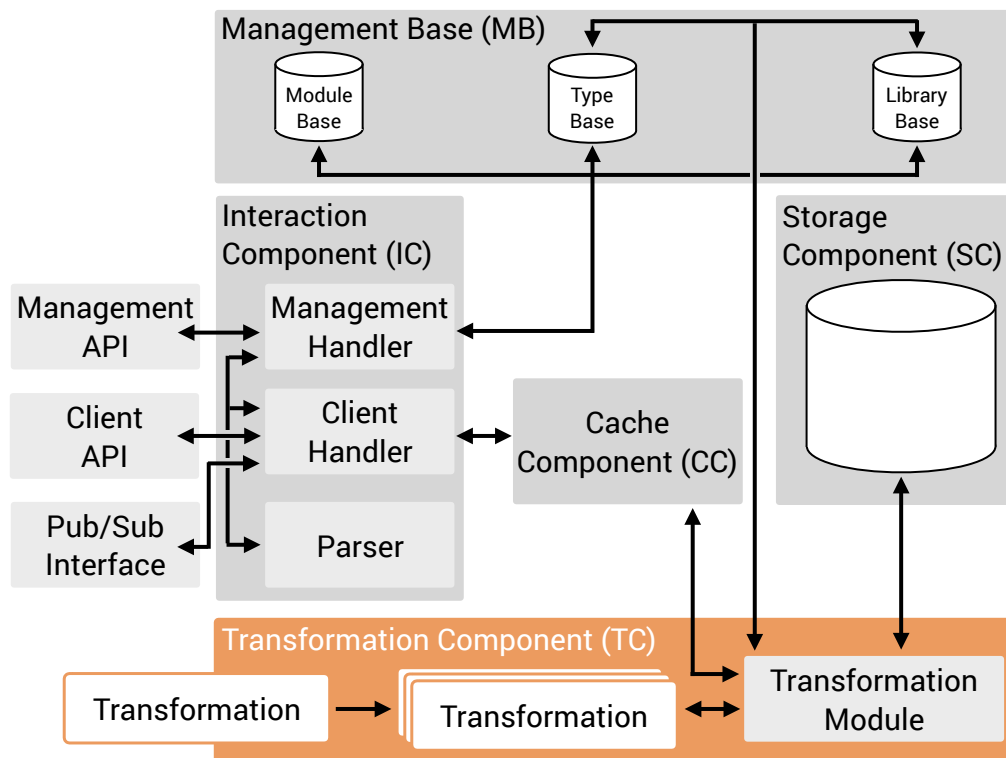 Management Base (MB)
Module
Base
Type
Base
Library
Base
Interaction
Component (IC)
Storage
Component (SC)
Management
API
Management
Handler
Client
API
Client
Handler
Cache
Component (CC)
Pub/Sub
Interface
Parser
Transformation Component (TC)
Transformation
Transformation
Transformation
Module